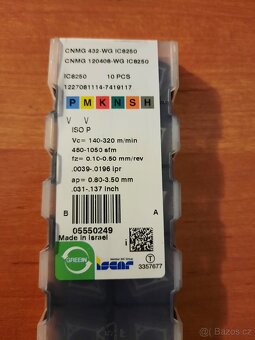 CNMG 432-WG IC8250
CNMG 120408-WG IC8250
IC8250 10 PCS
1227081114-7419117
P M K N S H
V V
ISO P
Vc= 140-320 m/min
450-1050 sfm
fz= 0.10-0.50 mm/rev
.0039-.0196 ipr
ap= 0.80-3.50 mm
.031-.137 inch
B A
05550249
Made in Israel
GREEN
iscar
T
3357677
bazos.cz